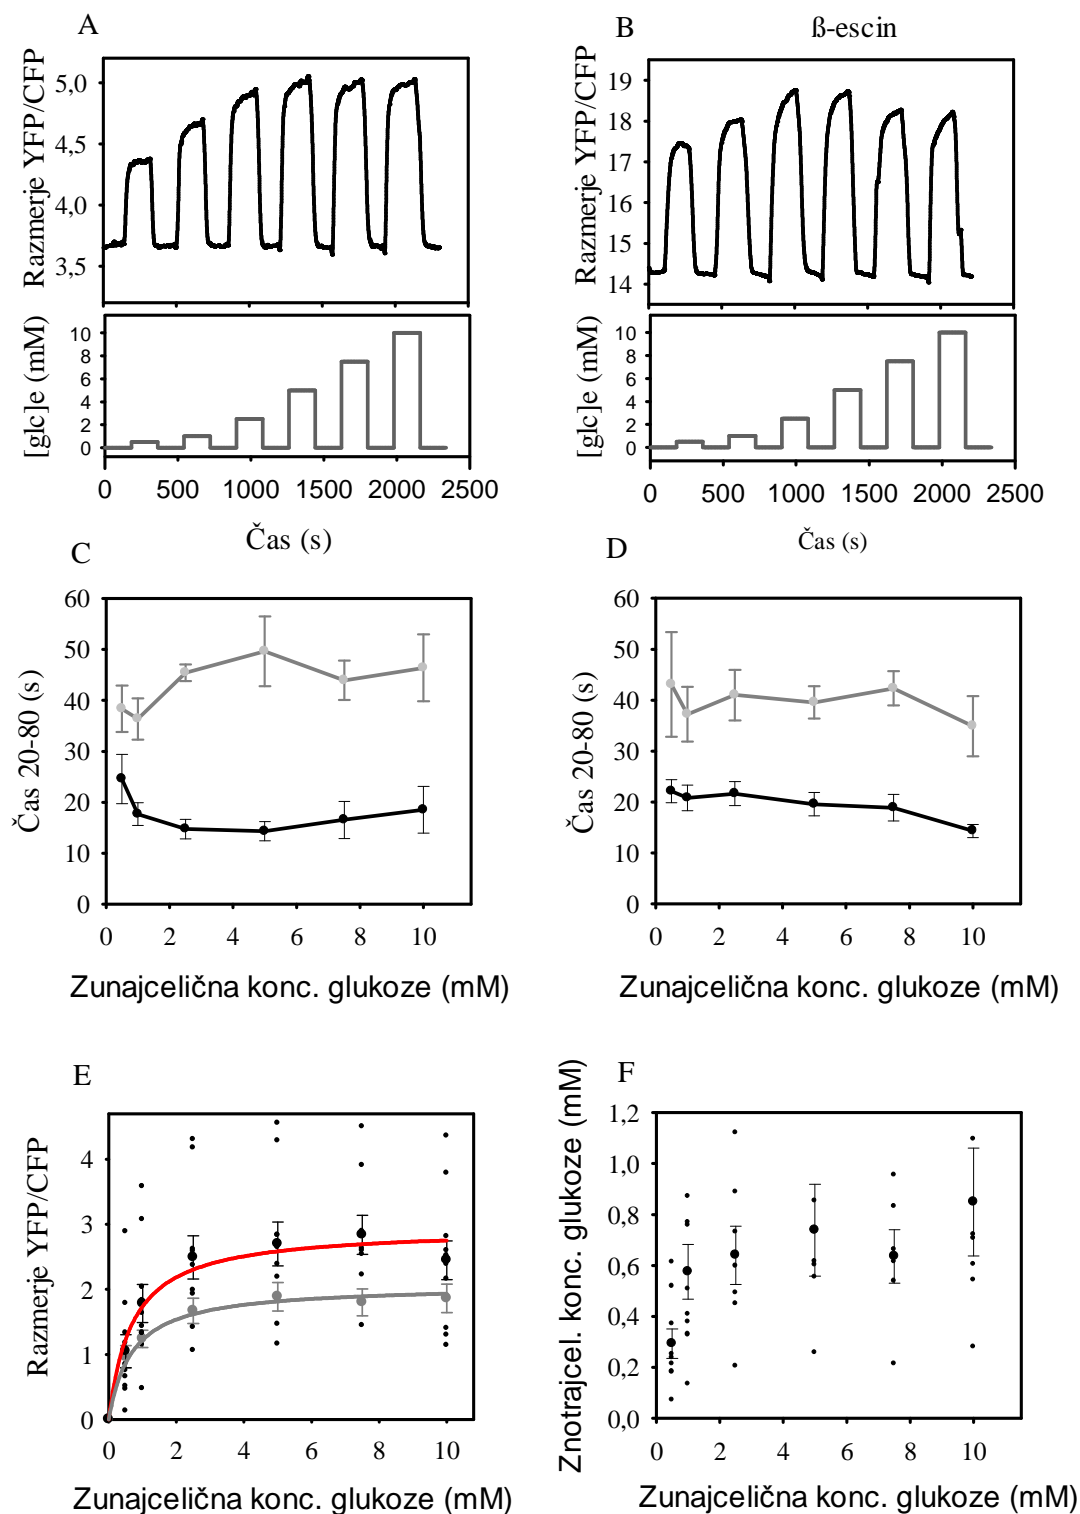 A
Razmerje YFP/CFP
5,0
4,5
4,0
3,5
[glc]e (mM)
10
8
6
4
2
0
0 500 1000 1500 2000 2500
Čas (s)
B
ß-escin
Razmerje YFP/CFP
19
18
17
16
15
14
[glc]e (mM)
10
8
6
4
2
0
0 500 1000 1500 2000 2500
Čas (s)
C
Čas 20-80 (s)
60
50
40
30
20
10
0
0 2 4 6 8 10
Zunajcelična konc. glukoze (mM)
D
Čas 20-80 (s)
60
50
40
30
20
10
0
0 2 4 6 8 10
Zunajcelična konc. glukoze (mM)
E
Razmerje YFP/CFP
4
3
2
1
0
0 2 4 6 8 10
Zunajcelična konc. glukoze (mM)
F
Znotrajcel. konc. glukoze (mM)
1,2
1,0
0,8
0,6
0,4
0,2
0,0
0 2 4 6 8 10
Zunajcelična konc. glukoze (mM)